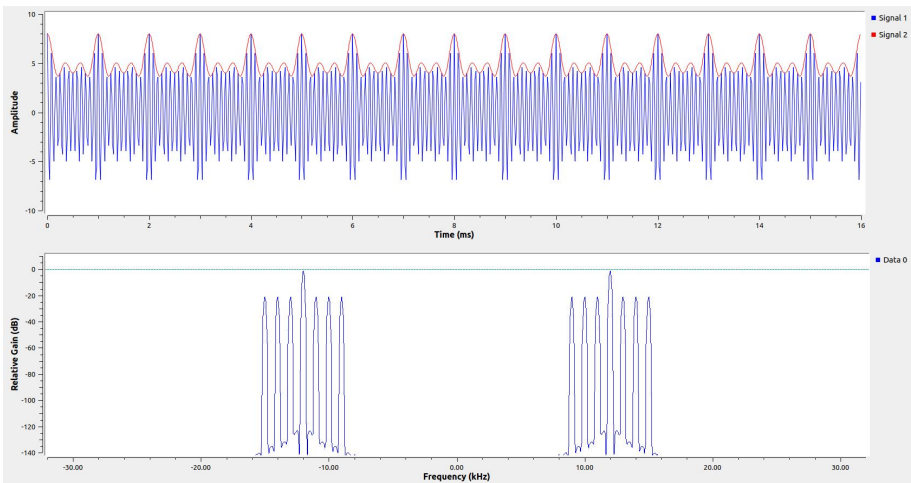 10
5
0
-5
-10
Amplitude
0 2 4 6 8 10 12 14 16
Time (ms)
Signal 1
Signal 2
0
-20
-40
-60
-80
-100
-120
-140
Relative Gain (dB)
-30.00 -20.00 -10.00 0.00 10.00 20.00 30.00
Frequency (kHz)
Data 0